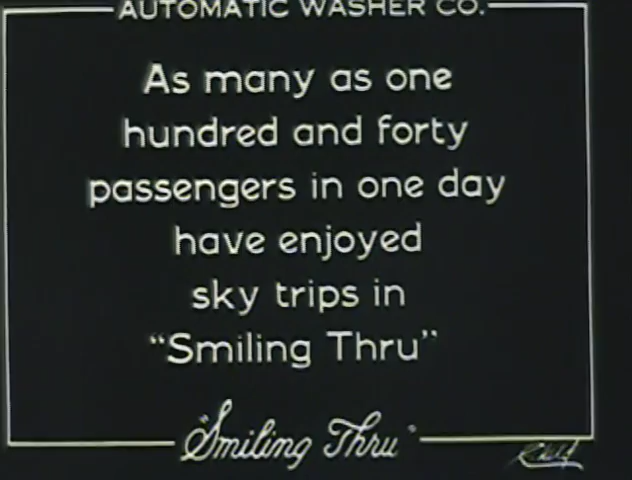 AUTOMATIC WASHER CO.
As many as one
hundred and forty
passengers in one day
have enjoyed
sky trips in
“Smiling Thru”
"Smiling Thru"